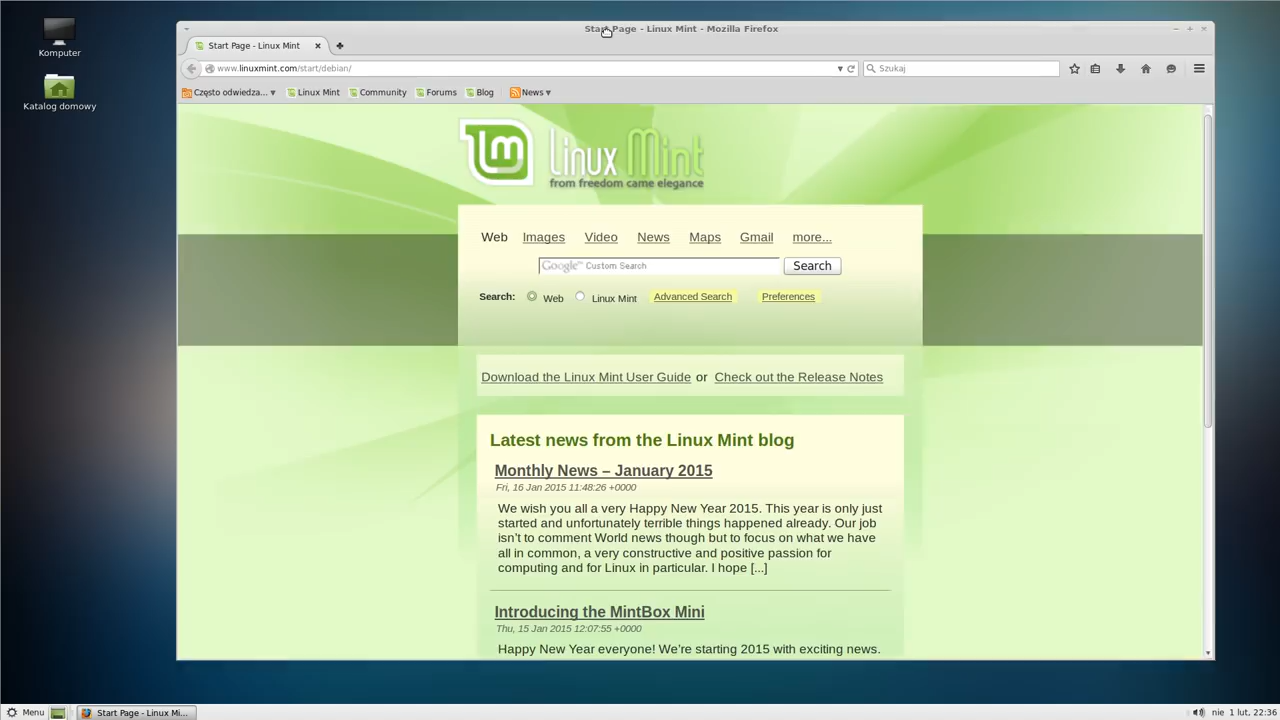 Komputer
Katalog domowy
Start Page - Linux Mint - Mozilla Firefox
Start Page - Linux Mint
www.linuxmint.com/start/debian/
Szukaj
Często odwiedza...
Linux Mint
Community
Forums
Blog
News
Linux Mint
from freedom came elegance
Web Images Video News Maps Gmail more...
Google™ Custom Search
Search
Search: Web Linux Mint Advanced Search Preferences
Download the Linux Mint User Guide or Check out the Release Notes
Latest news from the Linux Mint blog
Monthly News – January 2015
Fri, 16 Jan 2015 11:48:26 +0000
We wish you all a very Happy New Year 2015. This year is only just
started and unfortunately terrible things happened already. Our job
isn't to comment World news though but to focus on what we have
all in common, a very constructive and positive passion for
computing and for Linux in particular. I hope [...]
Introducing the MintBox Mini
Thu, 15 Jan 2015 12:07:55 +0000
Happy New Year everyone! We're starting 2015 with exciting news.
Menu
Start Page - Linux Mi...
nie 1 lut, 22:36